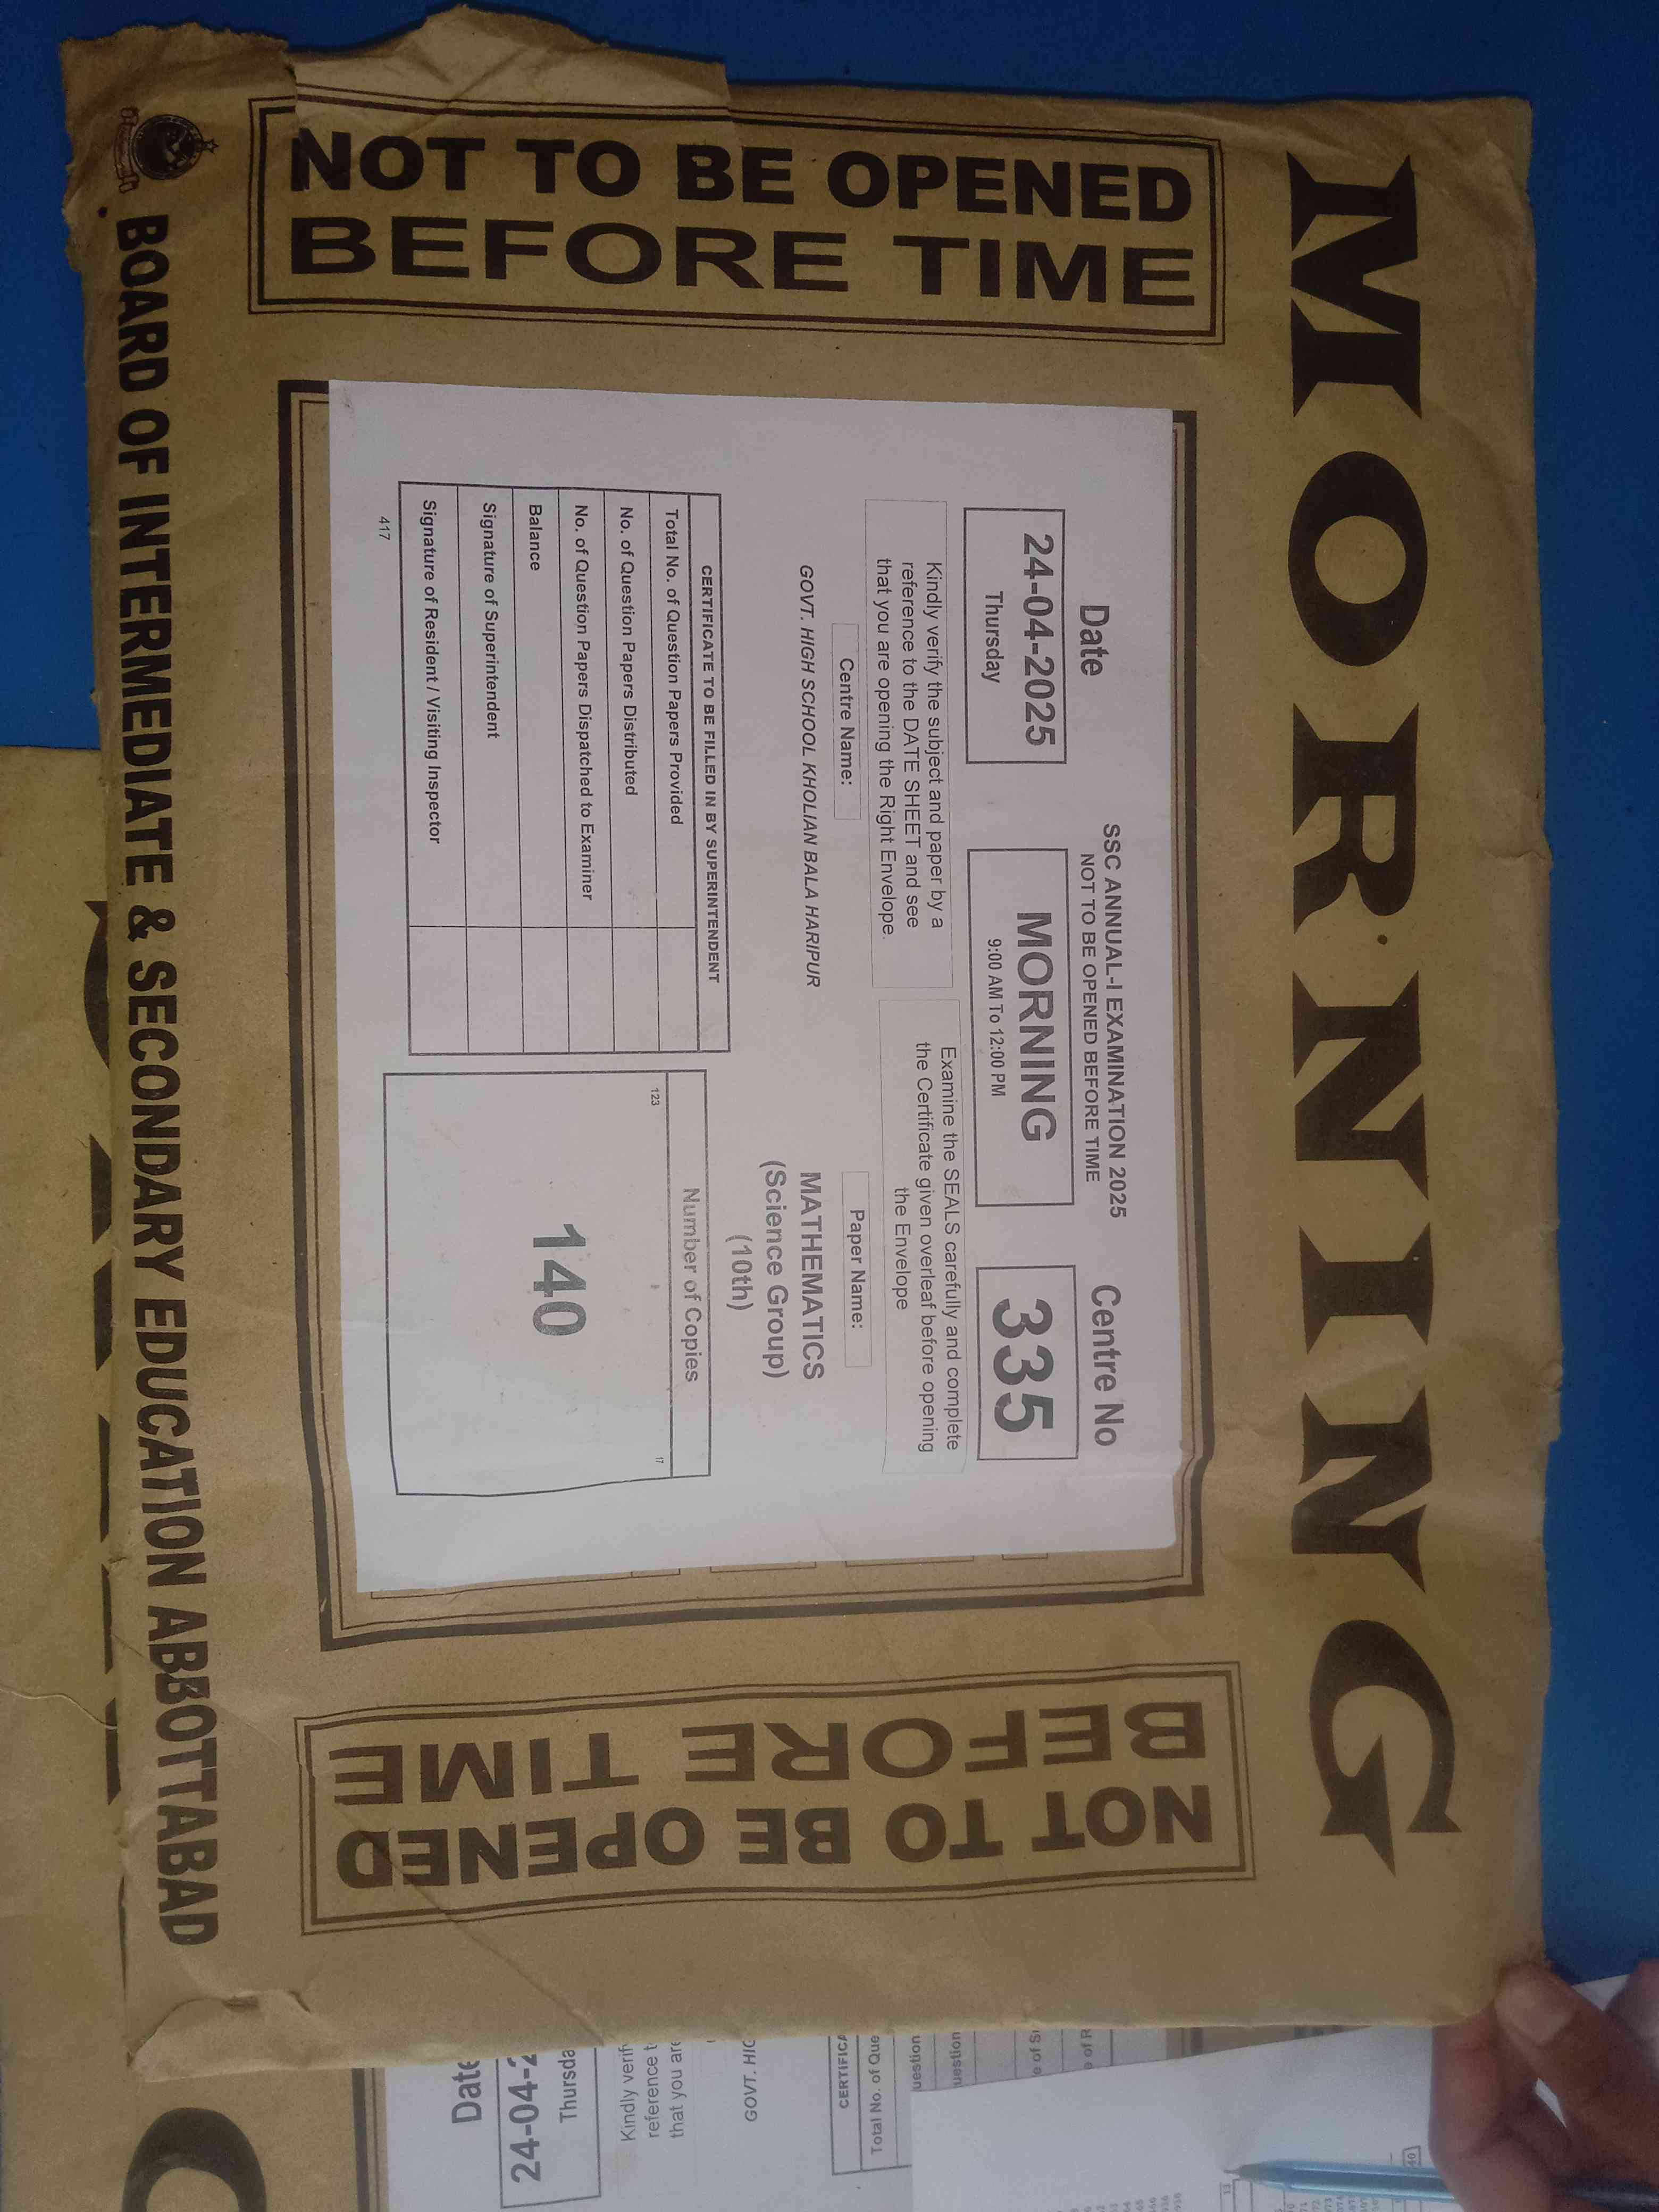 MORNING
NOT TO BE OPENED
BEFORE TIME
SSC ANNUAL-I EXAMINATION 2025
NOT TO BE OPENED BEFORE TIME
Date
24-04-2025
Thursday
MORNING
9:00 AM To 12:00 PM
Centre No
335
Kindly verify the subject and paper by a
reference to the DATE SHEET and see
that you are opening the Right Envelope.
Examine the SEALS carefully and complete
the Certificate given overleaf before opening
the Envelope
Centre Name:
GOVT. HIGH SCHOOL KHOLIAN BALA HARIPUR
Paper Name:
MATHEMATICS
(Science Group)
(10th)
CERTIFICATE TO BE FILLED IN BY SUPERINTENDENT
Total No. of Question Papers Provided
No. of Question Papers Distributed
No. of Question Papers Dispatched to Examiner
Balance
Signature of Superintendent
Signature of Resident / Visiting Inspector
417
Number of Copies
123
17
140
NOT TO BE OPENED
BEFORE TIME
BOARD OF INTERMEDIATE & SECONDARY EDUCATION ABBOTTABAD
Date
24-04-2
Thursda
Kindly verif
reference t
that you are
GOVT. HIG
CERTIFICA
Total No. of Que